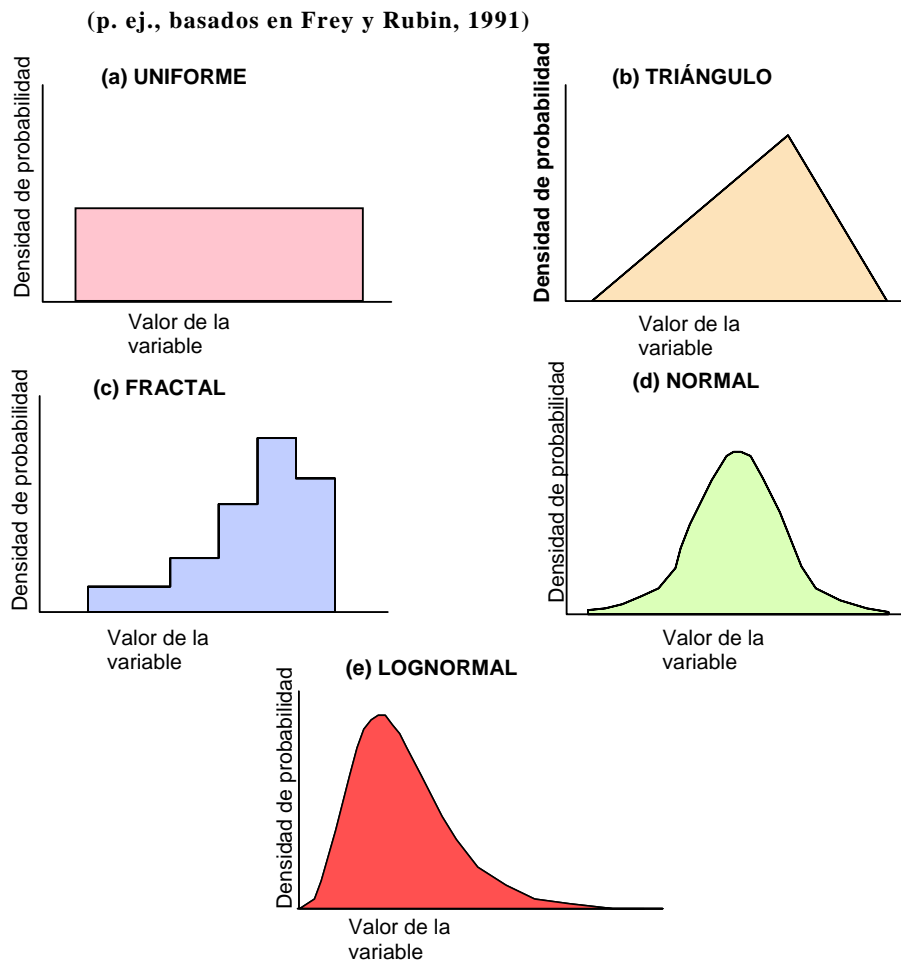 (p. ej., basados en Frey y Rubin, 1991)
(a) UNIFORME
Densidad de probabilidad
Valor de la
variable
(b) TRIÁNGULO
Densidad de probabilidad
Valor de la
variable
(c) FRACTAL
Densidad de probabilidad
Valor de la
variable
(d) NORMAL
Densidad de probabilidad
Valor de la
variable
(e) LOGNORMAL
Densidad de probabilidad
Valor de la
variable